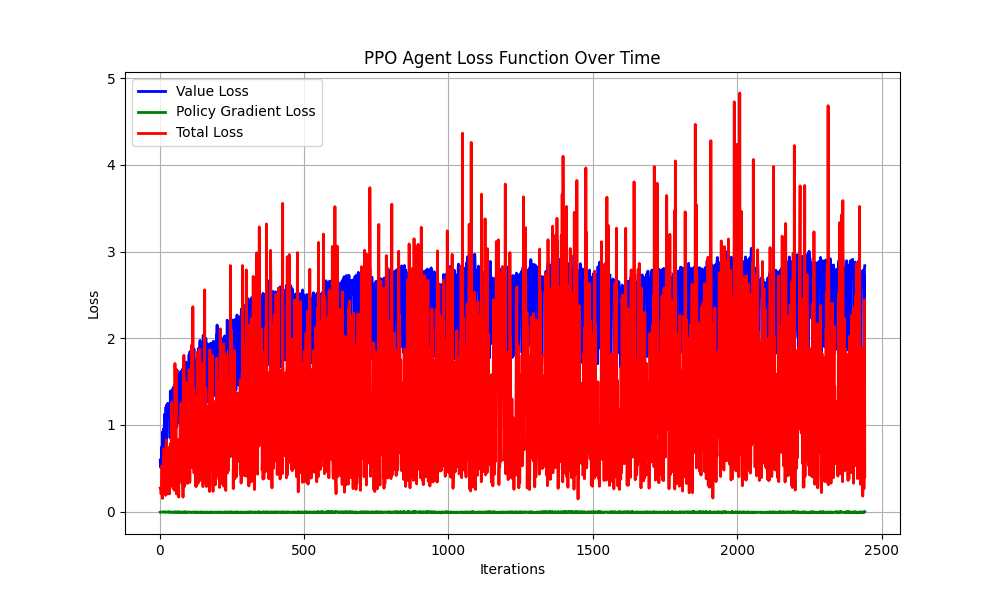 PPO Agent Loss Function Over Time
Value Loss
Policy Gradient Loss
Total Loss
Loss
5
4
3
2
1
0
0 500 1000 1500 2000 2500
Iterations